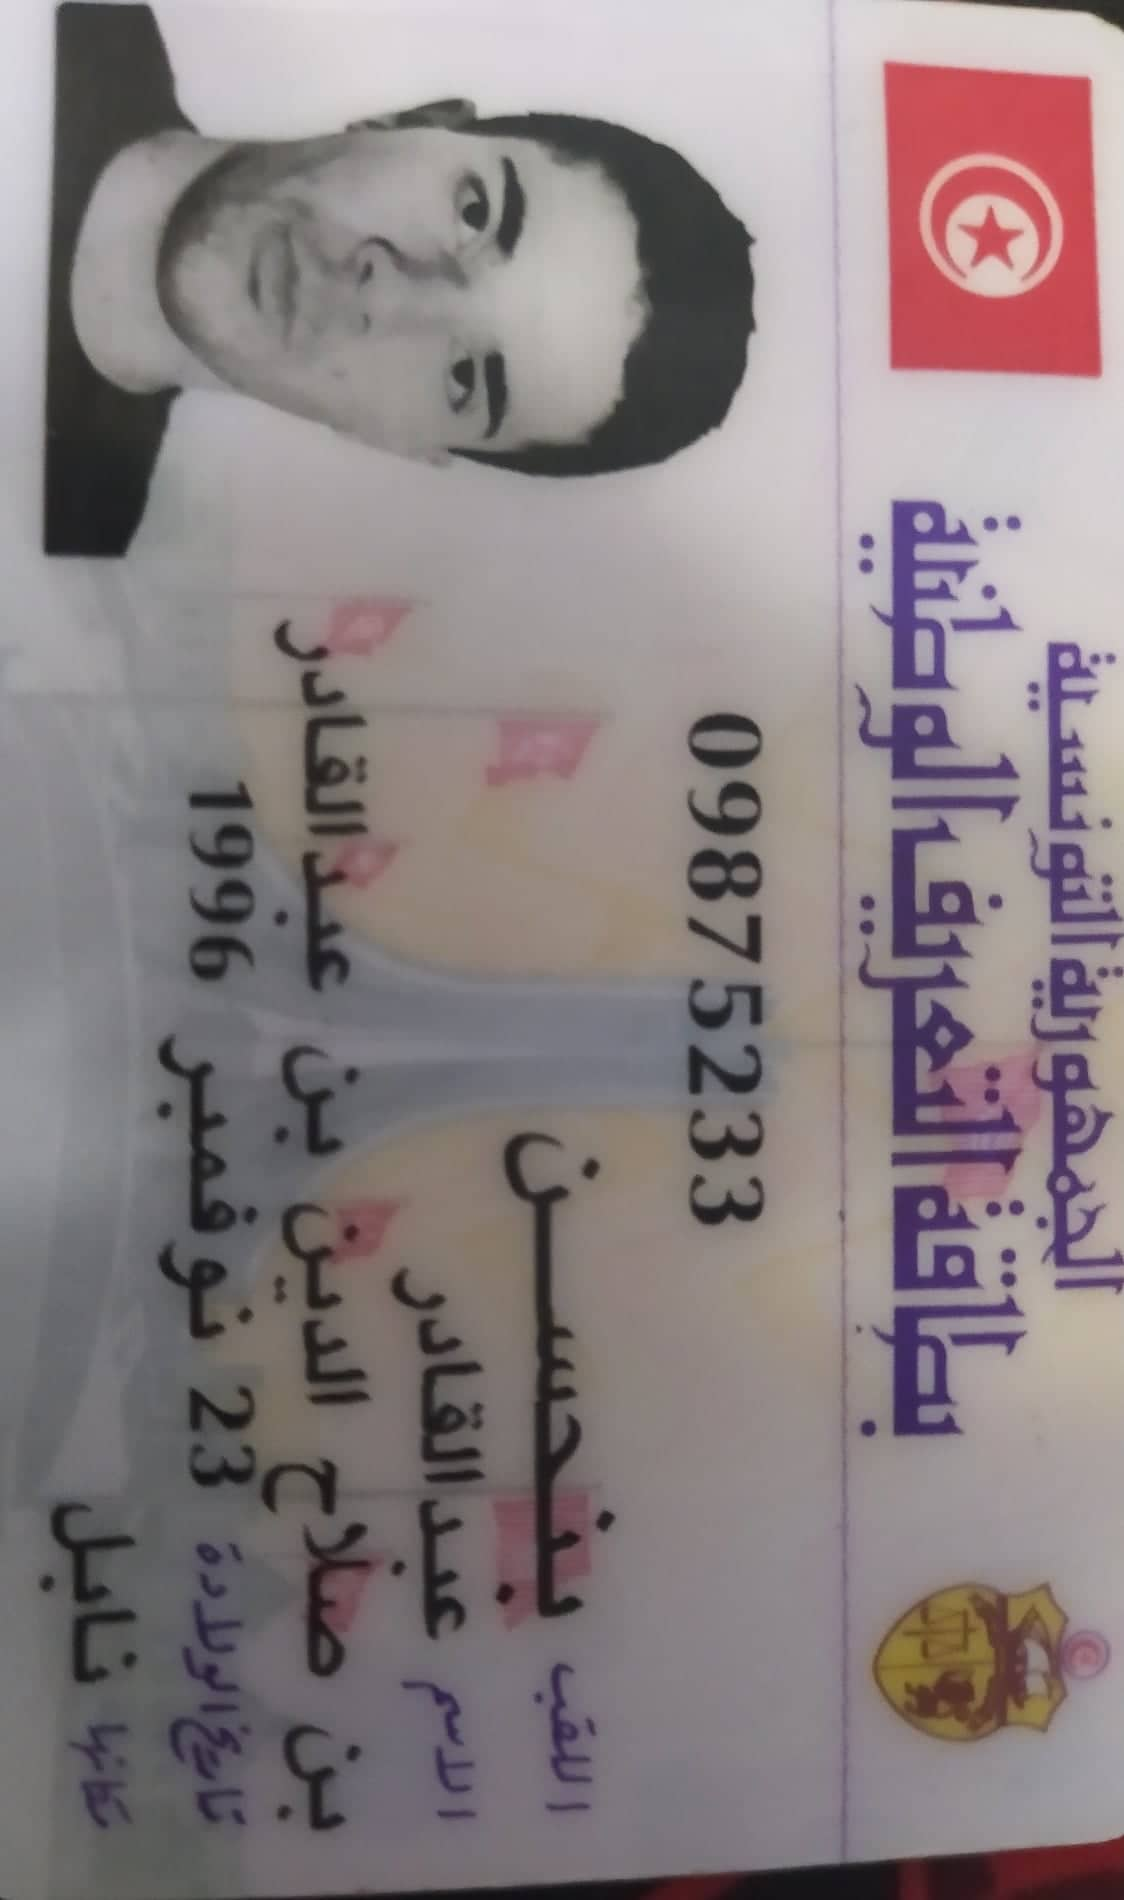 الجمهورية التونسية
بطاقة التعريف الوطنية
09875233
اللقب بنحسن
الاسم عبد القادر
بن صلاح الدين بن عبد القادر
تاريخ الولادة 23 نوفمبر 1996
مكانها نابل